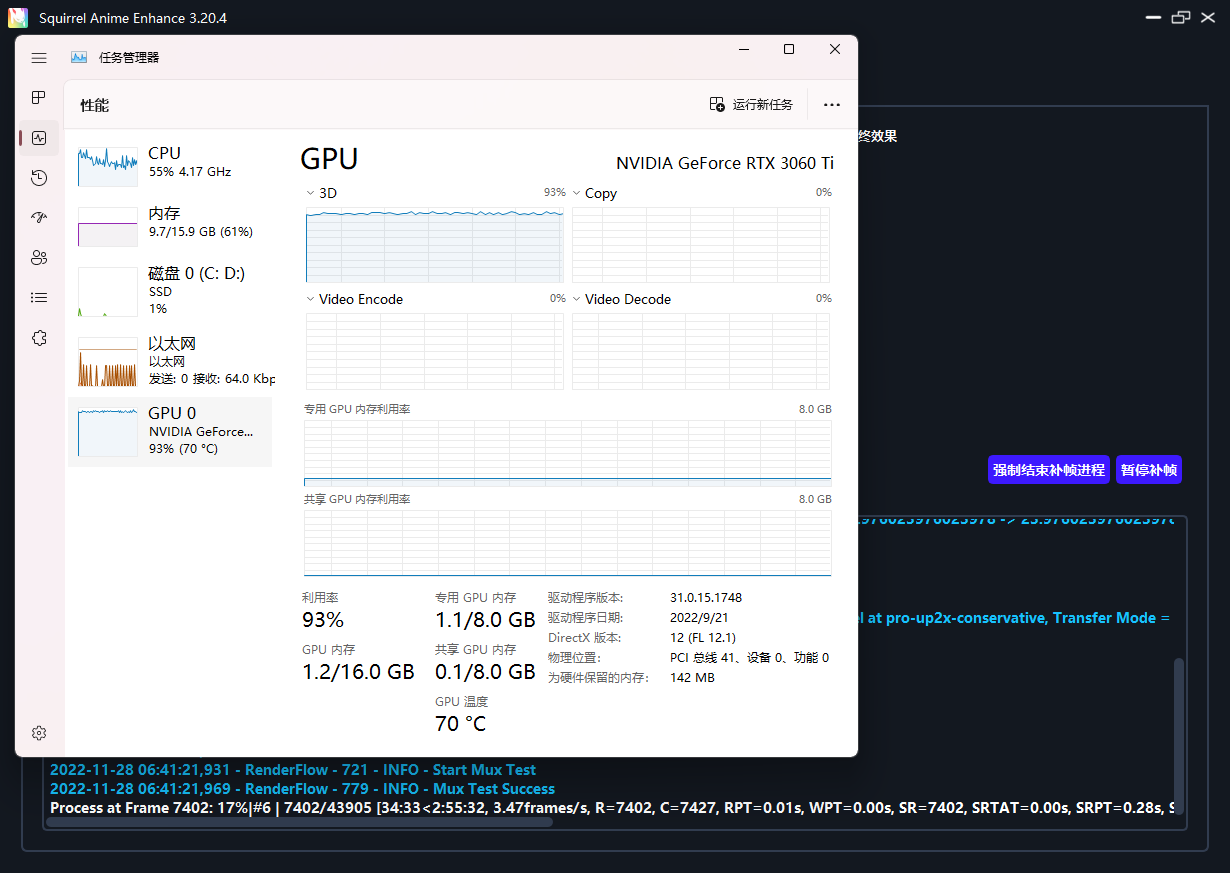 Squirrel Anime Enhance 3.20.4
任务管理器
性能
运行新任务
CPU
55% 4.17 GHz
内存
9.7/15.9 GB (61%)
磁盘 0 (C: D:)
SSD
1%
以太网
以太网
发送: 0 接收: 64.0 Kbp
GPU 0
NVIDIA GeForce...
93% (70 °C)
GPU
NVIDIA GeForce RTX 3060 Ti
3D 93%
Copy 0%
Video Encode 0%
Video Decode 0%
专用 GPU 内存利用率 8.0 GB
共享 GPU 内存利用率 8.0 GB
利用率
93%
专用 GPU 内存
1.1/8.0 GB
GPU 内存
1.2/16.0 GB
共享 GPU 内存
0.1/8.0 GB
GPU 温度
70 °C
驱动程序版本: 31.0.15.1748
驱动程序日期: 2022/9/21
DirectX 版本: 12 (FL 12.1)
物理位置: PCI 总线 41、设备 0、功能 0
为硬件保留的内存: 142 MB
终效果
强制结束补帧进程
暂停补帧
l at pro-up2x-conservative, Transfer Mode =
2022-11-28 06:41:21,931 - RenderFlow - 721 - INFO - Start Mux Test
2022-11-28 06:41:21,969 - RenderFlow - 779 - INFO - Mux Test Success
Process at Frame 7402: 17%|#6 | 7402/43905 [34:33<2:55:32, 3.47frames/s, R=7402, C=7427, RPT=0.01s, WPT=0.00s, SR=7402, SRTAT=0.00s, SRPT=0.28s, S